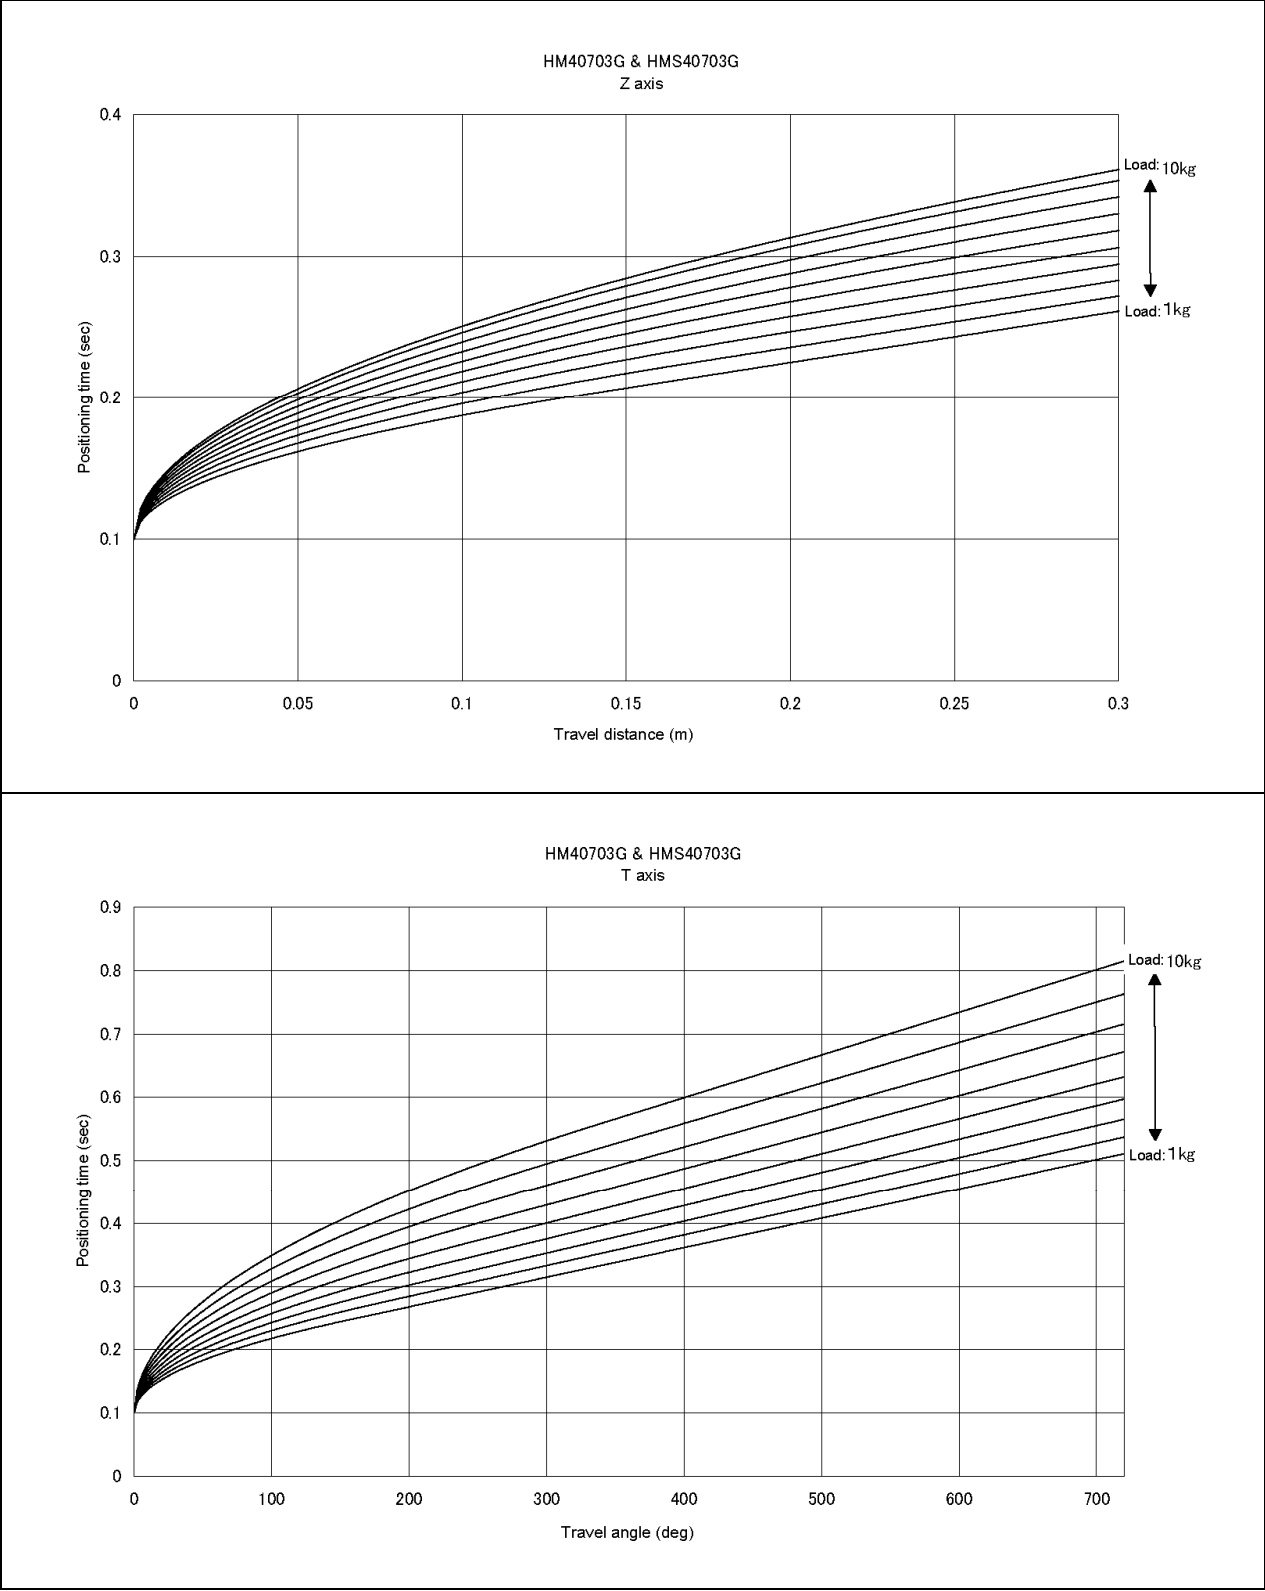 HM40703G & HMS40703G
Z axis
0.4
0.3
0.2
0.1
0
Positioning time (sec)
Load: 10kg
Load: 1kg
0 0.05 0.1 0.15 0.2 0.25 0.3
Travel distance (m)
HM40703G & HMS40703G
T axis
0.9
0.8
0.7
0.6
0.5
0.4
0.3
0.2
0.1
0
Positioning time (sec)
Load: 10kg
Load: 1kg
0 100 200 300 400 500 600 700
Travel angle (deg)